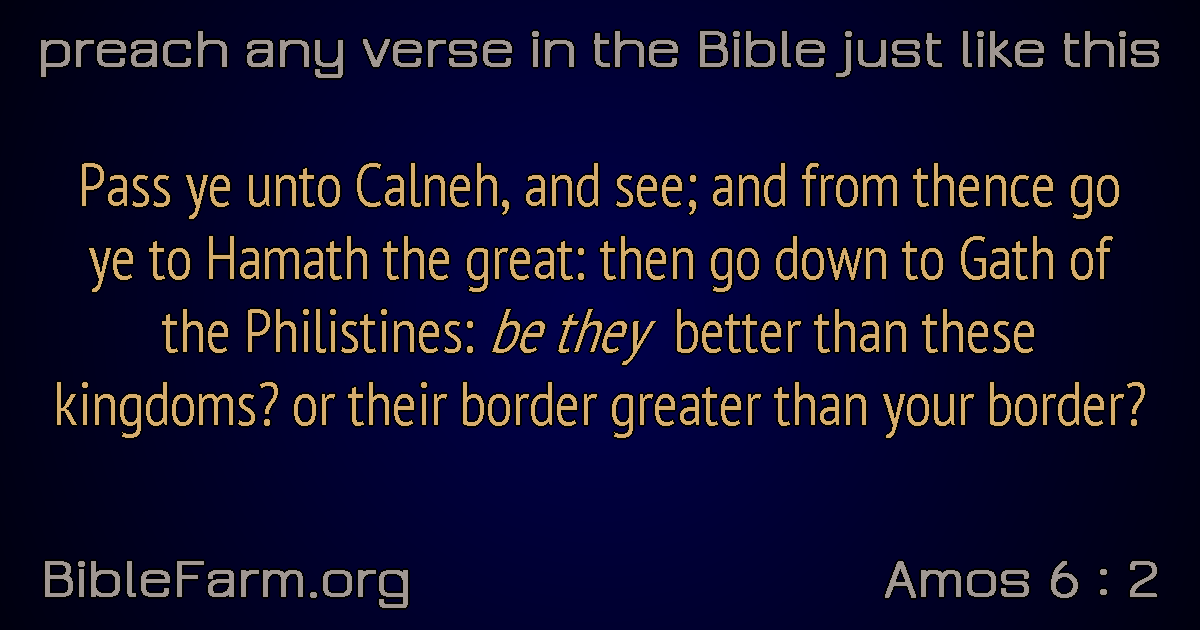 preach any verse in the Bible just like this
Pass ye unto Calneh, and see; and from thence go
ye to Hamath the great: then go down to Gath of
the Philistines: be they better than these
kingdoms? or their border greater than your border?
BibleFarm.org
Amos 6 : 2